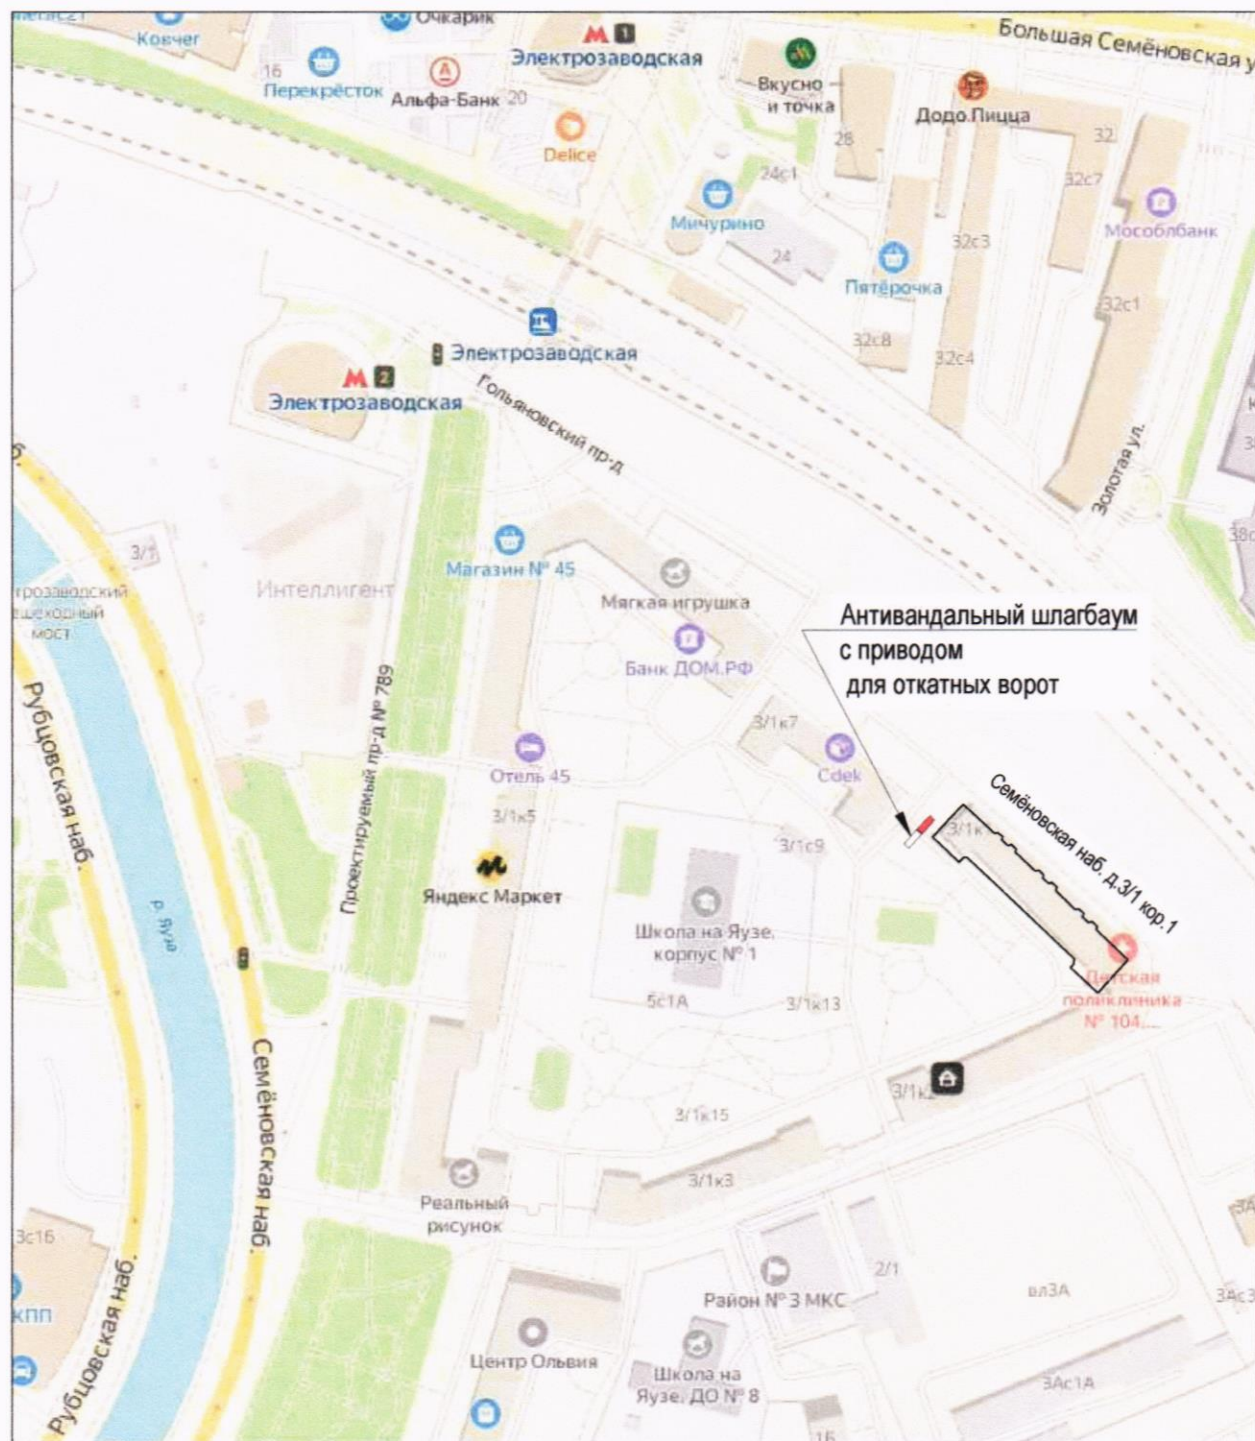 Ковчег
Очкарик
1
Электрозаводская
Большая Семёновская у
16
Перекрёсток
Альфа-Банк
20
Вкусно
и точка
Додо Пицца
Delice
28
32
24с1
32с7
Мичурино
24
Мособлбанк
32с3
Пятёрочка
32с1
32с8
32с4
Электрозаводская
2
Электрозаводская
Гольяновский пр-д
Золотая ул.
3/1
Магазин № 45
Интеллигент
Мягкая игрушка
мост
Антивандальный шлагбаум
с приводом
для откатных ворот
Банк ДОМ.РФ
Рубцовская наб.
Проектируемый пр-д № 789
3/1к7
Отель 45
Cdek
3/1к5
Семёновская наб. д.3/1 кор.1
3/1с9
Яндекс Маркет
р. Яуза
Школа на Яузе,
корпус № 1
5с1А
3/1к13
Детская
поликлиника
№ 104....
Семёновская наб.
3/1к2
3/1к15
3/1к3
Реальный
рисунок
3с16
Рубцовская наб.
КПП
2/1
Район № 3 МКС
вл3А
Центр Ольвия
Школа на
Яузе, ДО № 8
3Ас1А
1Б